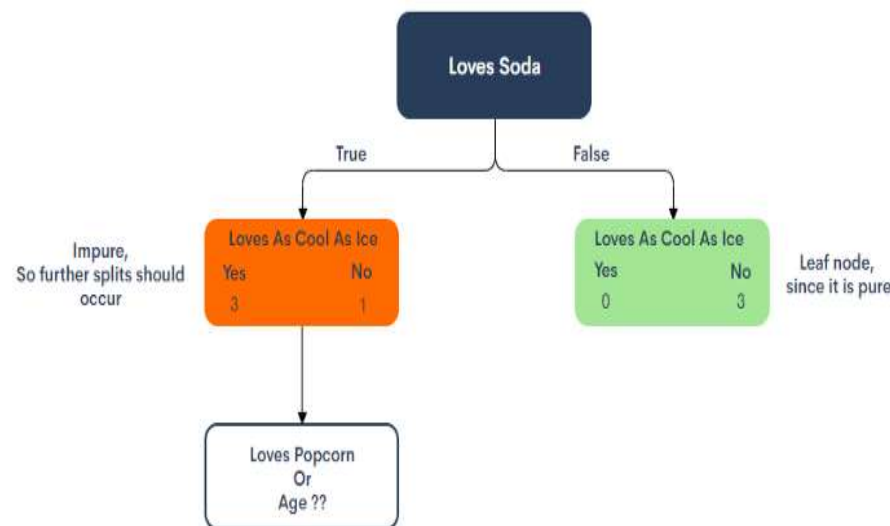 Loves Soda
True
False
Impure,
So further splits should
occur
Loves As Cool As Ice
Yes No
3 1
Loves As Cool As Ice
Yes No
0 3
Leaf node,
since it is pure
Loves Popcorn
Or
Age ??